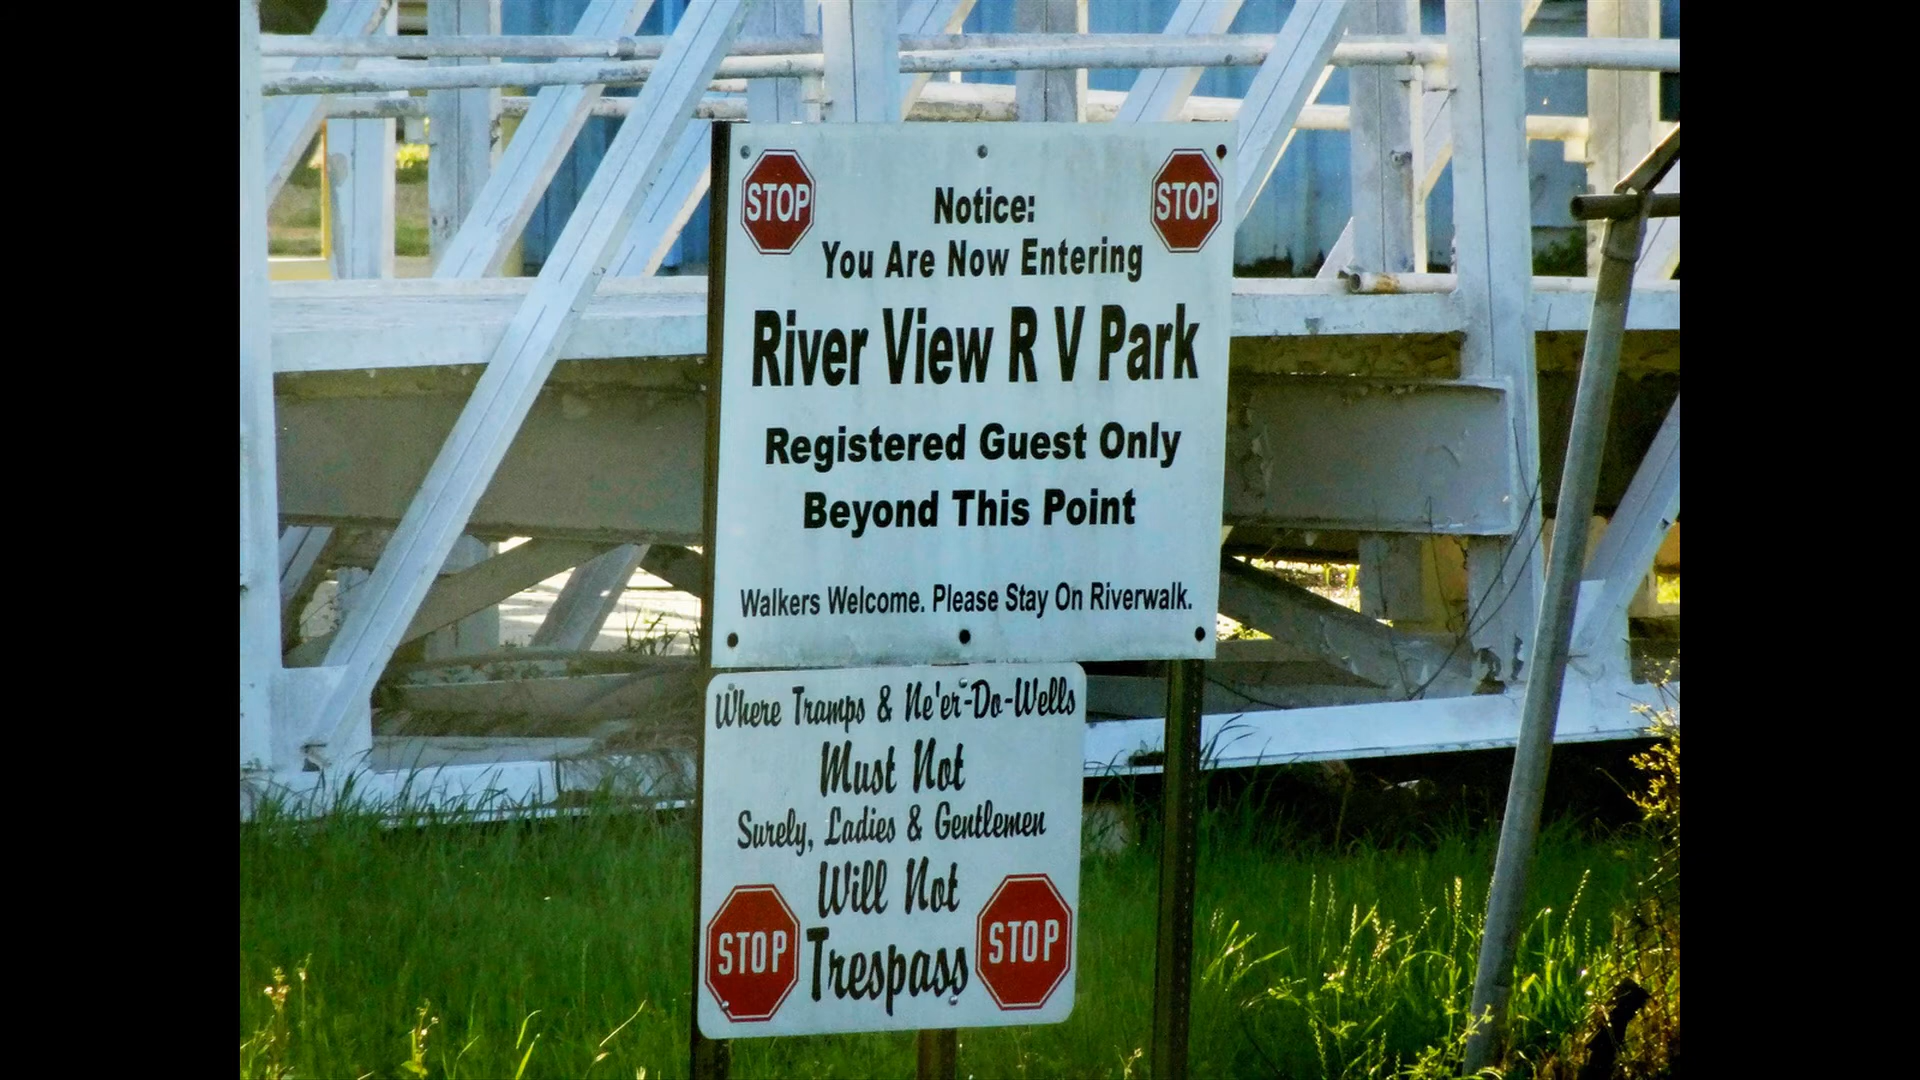 STOP STOP
Notice:
You Are Now Entering
River View R V Park
Registered Guest Only
Beyond This Point
Walkers Welcome. Please Stay On Riverwalk.
Where Tramps & Ne'er-Do-Wells
Must Not
Surely, Ladies & Gentlemen
Will Not
STOP Trespass STOP